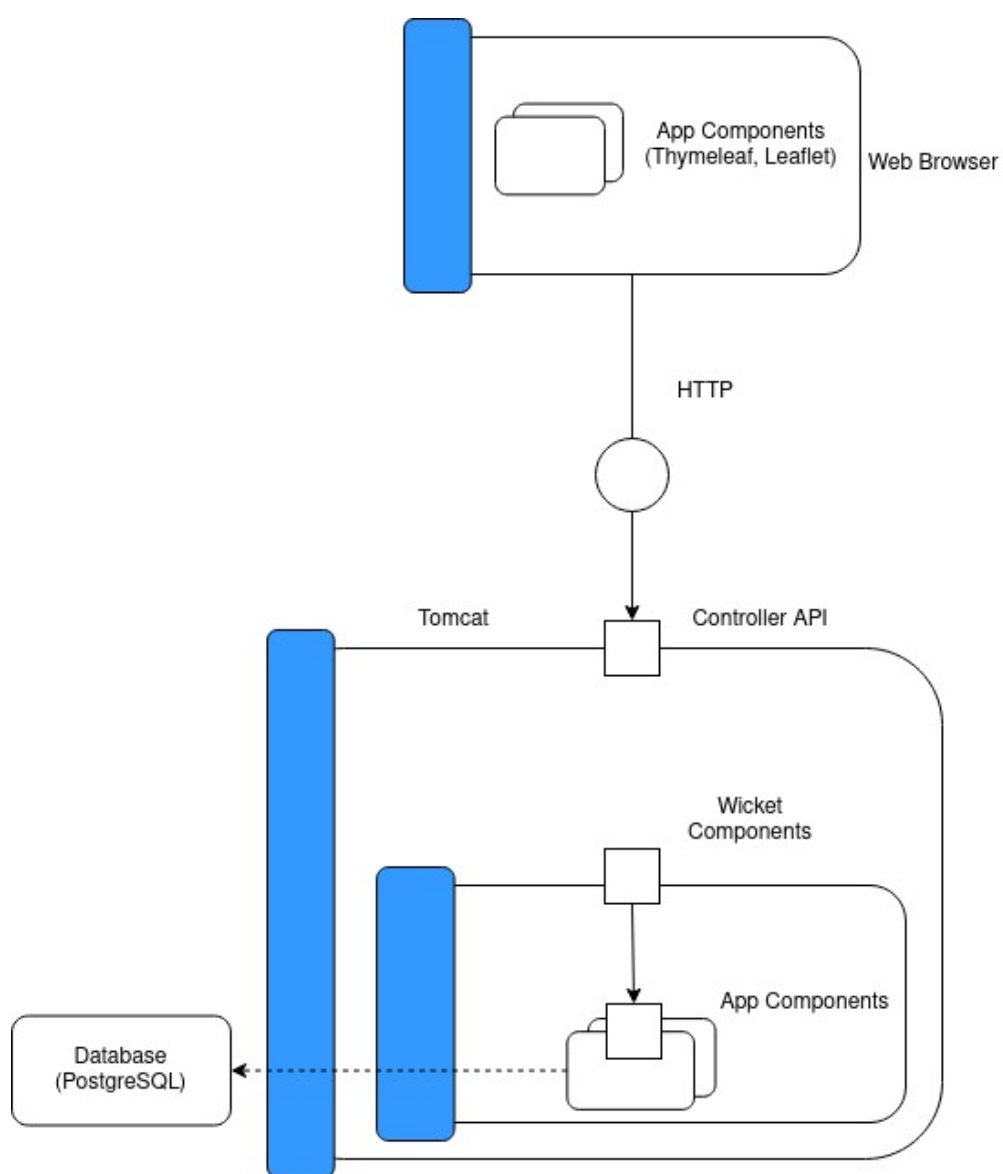 App Components
(Thymeleaf, Leaflet)
Web Browser
HTTP
Tomcat
Controller API
Wicket
Components
App Components
Database
(PostgreSQL)